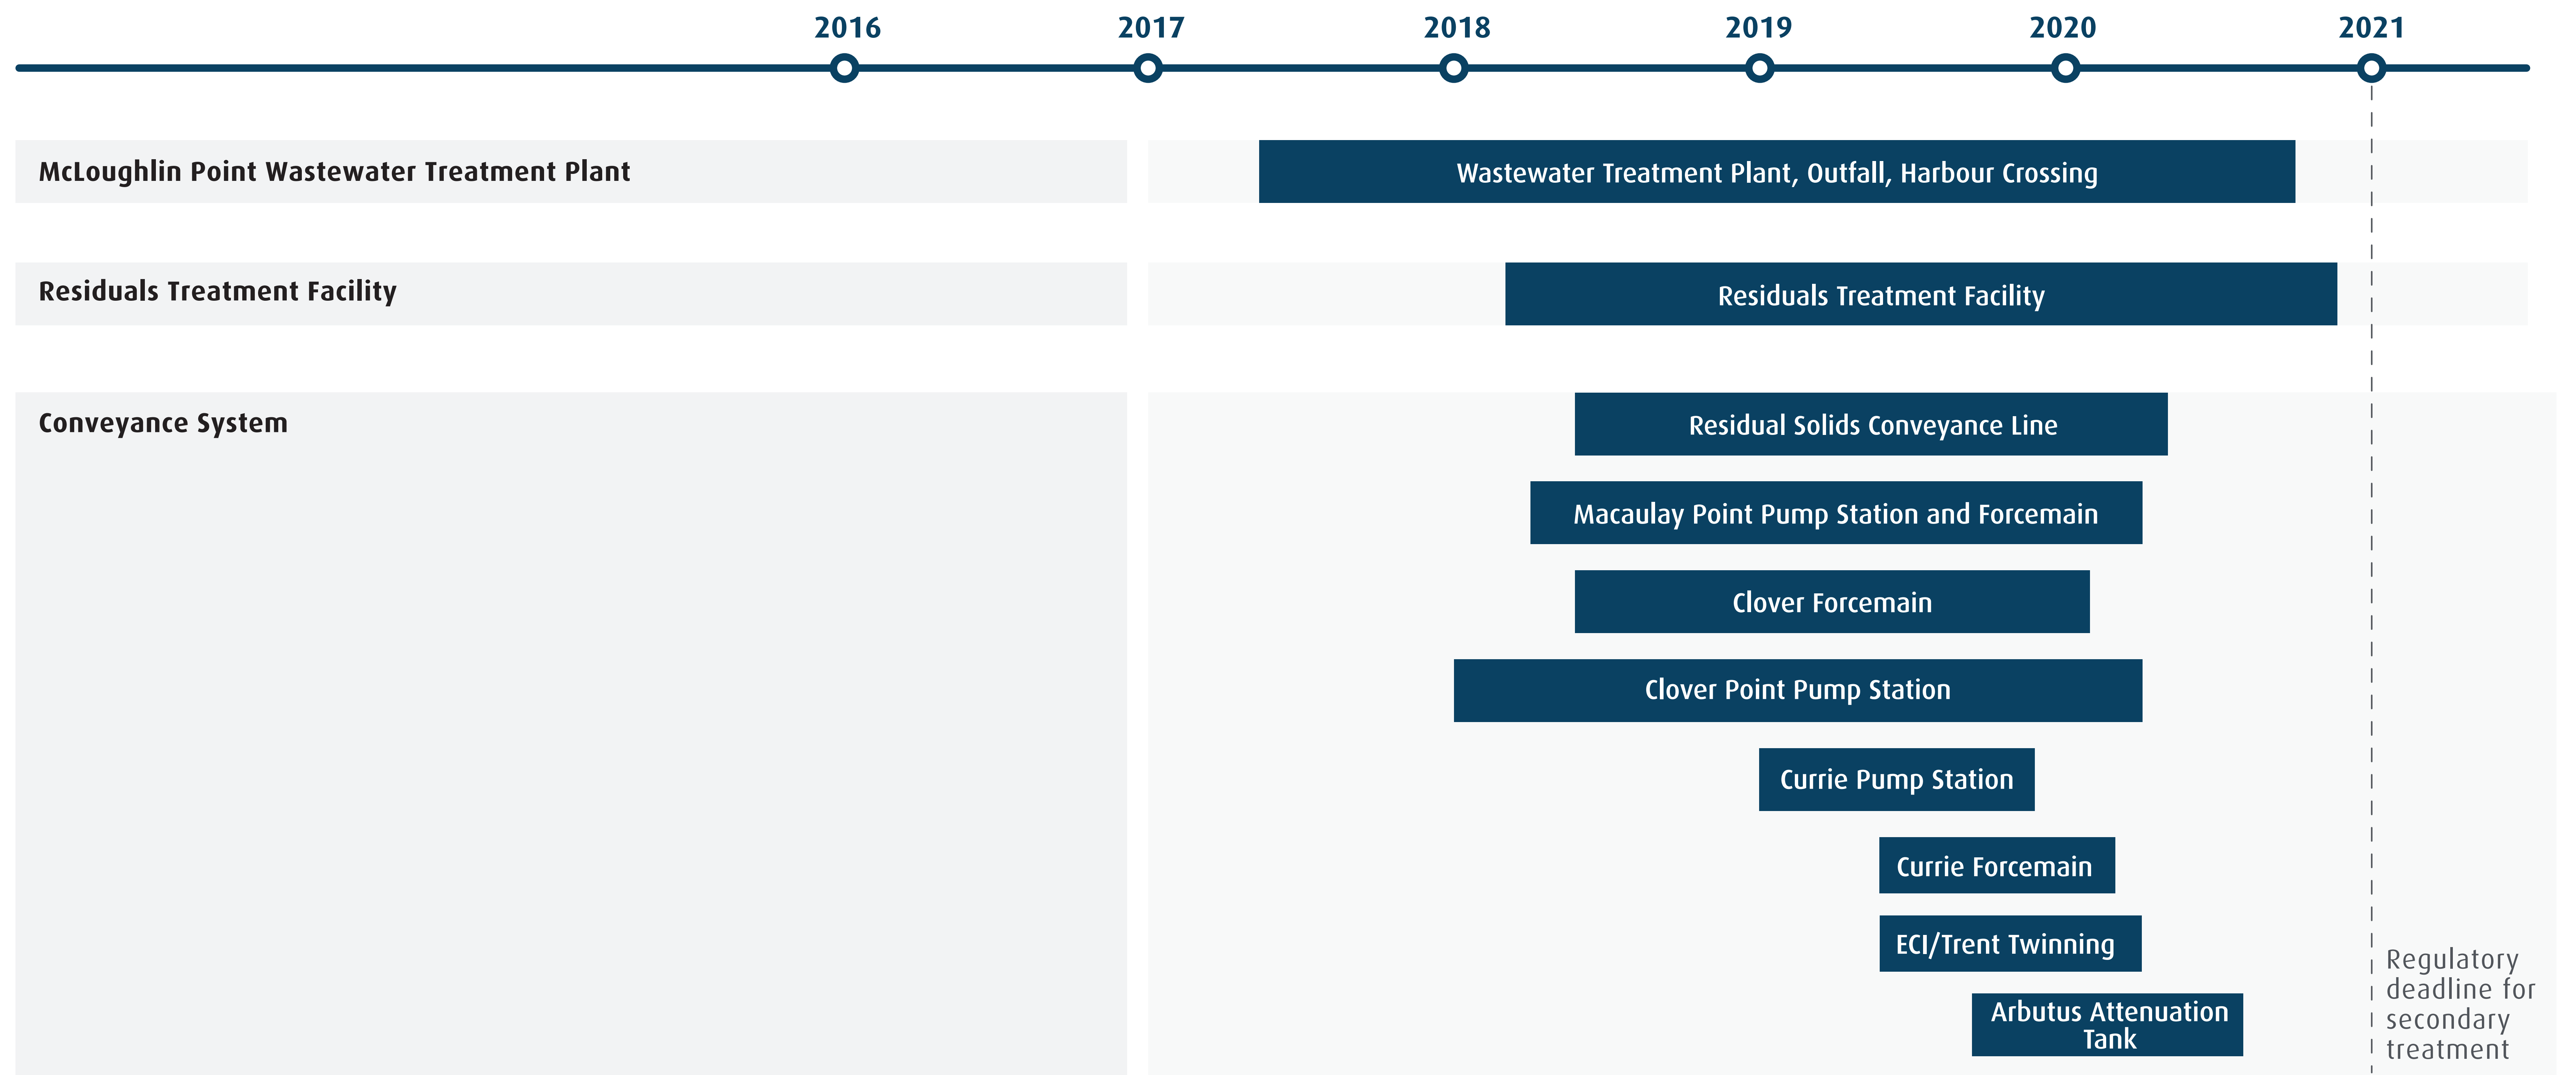 2016 2017 2018 2019 2020 2021
McLoughlin Point Wastewater Treatment Plant
Wastewater Treatment Plant, Outfall, Harbour Crossing
Residuals Treatment Facility
Residuals Treatment Facility
Conveyance System
Residual Solids Conveyance Line
Macaulay Point Pump Station and Forcemain
Clover Forcemain
Clover Point Pump Station
Currie Pump Station
Currie Forcemain
ECI/Trent Twinning
Arbutus Attenuation
Tank
Regulatory
deadline for
secondary
treatment